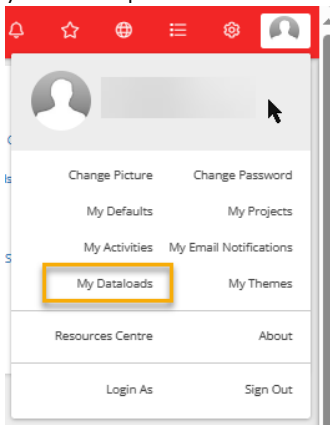 Change Picture Change Password
My Defaults My Projects
My Activities My Email Notifications
My Dataloads My Themes
Resources Centre About
Login As Sign Out